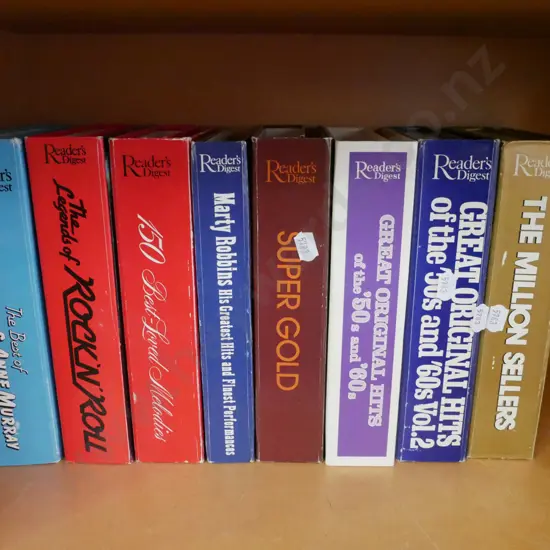 Reader's
Digest
The Best of
Anne Murray
Reader's
Digest
The
Legends of
ROCK'N'ROLL
Reader's
Digest
150 Best-Loved Melodies
Reader's
Digest
Marty Robbins His Greatest Hits and Finest Performances
Reader's
Digest
SUPER GOLD
Reader's
Digest
GREAT ORIGINAL HITS
of the '50s and '60s
Reader's
Digest
GREAT ORIGINAL HITS
of the '50s and '60s Vol.2
Reader's
Digest
THE MILLION SELLERS